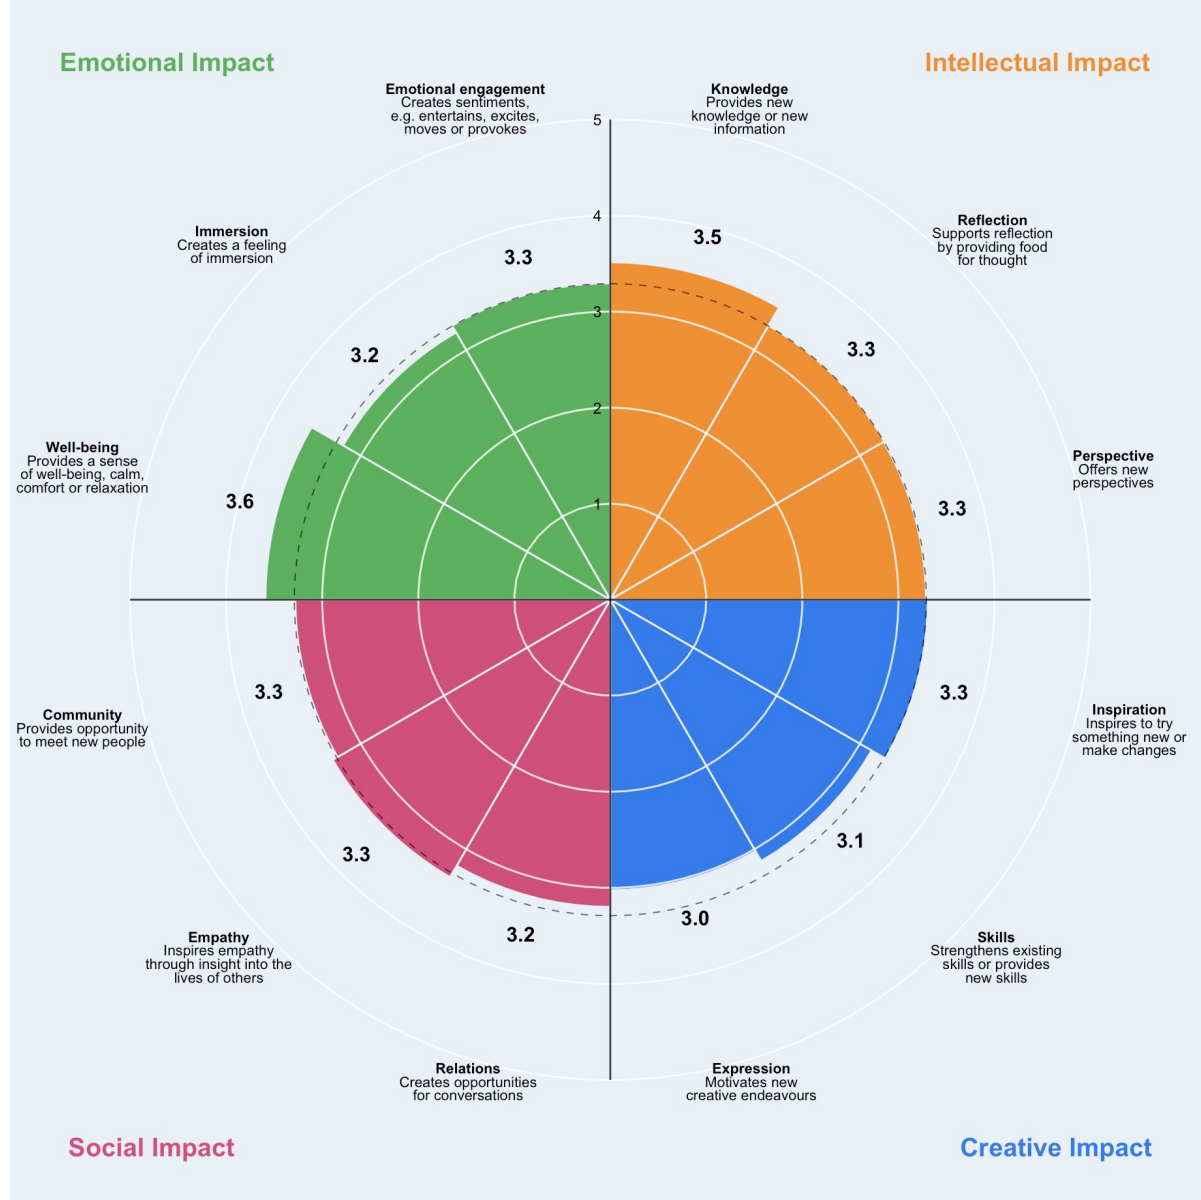 Emotional Impact
Intellectual Impact
Emotional engagement
Creates sentiments,
e.g. entertains, excites,
moves or provokes
Knowledge
Provides new
knowledge or new
information
5
4
3
2
1
Immersion
Creates a feeling
of immersion
Reflection
Supports reflection
by providing food
for thought
3.3
3.5
3.2
3.3
Well-being
Provides a sense
of well-being, calm,
comfort or relaxation
Perspective
Offers new
perspectives
3.6
3.3
3.3
3.3
Community
Provides opportunity
to meet new people
Inspiration
Inspires to try
something new or
make changes
3.3
3.1
3.2
3.0
Empathy
Inspires empathy
through insight into the
lives of others
Skills
Strengthens existing
skills or provides
new skills
Relations
Creates opportunities
for conversations
Expression
Motivates new
creative endeavours
Social Impact
Creative Impact